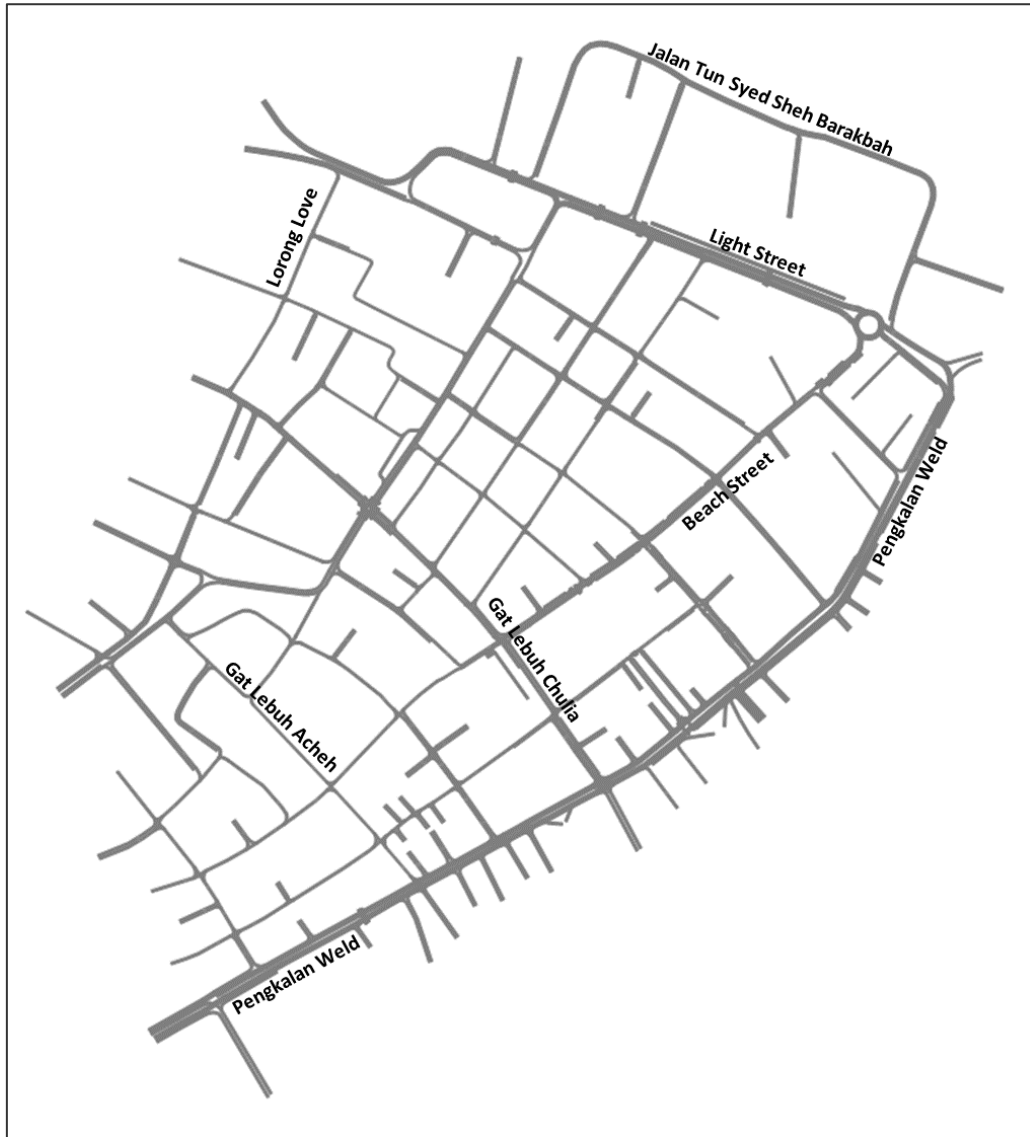 Jalan Tun Syed Sheh Barakbah
Lorong Love
Light Street
Beach Street
Pengkalan Weld
Gat Lebuh Chulia
Gat Lebuh Acheh
Pengkalan Weld